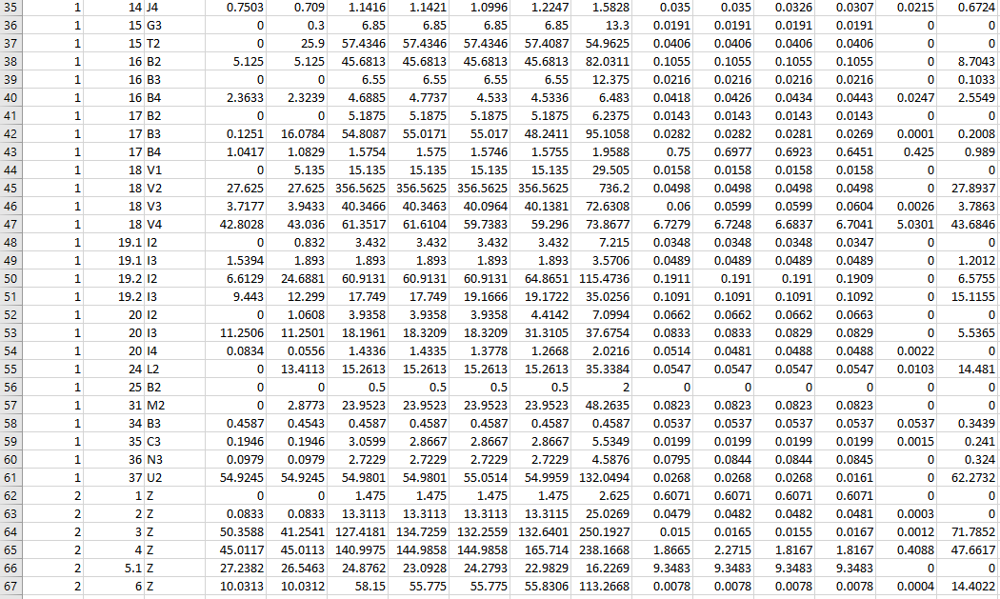 35 1 14 J4 0.7503 0.709 1.1416 1.1421 1.0996 1.2247 1.5828 0.035 0.035 0.0326 0.0307 0.0215 0.6724
36 1 15 G3 0 0.3 6.85 6.85 6.85 6.85 13.3 0.0191 0.0191 0.0191 0.0191 0 0
37 1 15 T2 0 25.9 57.4346 57.4346 57.4346 57.4087 54.9625 0.0406 0.0406 0.0406 0.0406 0 0
38 1 16 B2 5.125 5.125 45.6813 45.6813 45.6813 45.6813 82.0311 0.1055 0.1055 0.1055 0.1055 0 8.7043
39 1 16 B3 0 0 6.55 6.55 6.55 6.55 12.375 0.0216 0.0216 0.0216 0.0216 0 0.1033
40 1 16 B4 2.3633 2.3239 4.6885 4.7737 4.533 4.5336 6.483 0.0418 0.0426 0.0434 0.0443 0.0247 2.5549
41 1 17 B2 0 0 5.1875 5.1875 5.1875 5.1875 6.2375 0.0143 0.0143 0.0143 0.0143 0 0
42 1 17 B3 0.1251 16.0784 54.8087 55.0171 55.017 48.2411 95.1058 0.0282 0.0282 0.0281 0.0269 0.0001 0.2008
43 1 17 B4 1.0417 1.0829 1.5754 1.575 1.5746 1.5755 1.9588 0.75 0.6977 0.6923 0.6451 0.425 0.989
44 1 18 V1 0 5.135 15.135 15.135 15.135 15.135 29.505 0.0158 0.0158 0.0158 0.0158 0 0
45 1 18 V2 27.625 27.625 356.5625 356.5625 356.5625 356.5625 736.2 0.0498 0.0498 0.0498 0.0498 0 27.8937
46 1 18 V3 3.7177 3.9433 40.3466 40.3463 40.0964 40.1381 72.6308 0.06 0.0599 0.0599 0.0604 0.0026 3.7863
47 1 18 V4 42.8028 43.036 61.3517 61.6104 59.7383 59.296 73.8677 6.7279 6.7248 6.6837 6.7041 5.0301 43.6846
48 1 19.1 I2 0 0.832 3.432 3.432 3.432 3.432 7.215 0.0348 0.0348 0.0348 0.0347 0 0
49 1 19.1 I3 1.5394 1.893 1.893 1.893 1.893 1.893 3.5706 0.0489 0.0489 0.0489 0.0489 0 1.2012
50 1 19.2 I2 6.6129 24.6881 60.9131 60.9131 60.9131 64.8651 115.4736 0.1911 0.191 0.191 0.1909 0 6.5755
51 1 19.2 I3 9.443 12.299 17.749 17.749 19.1666 19.1722 35.0256 0.1091 0.1091 0.1091 0.1092 0 15.1155
52 1 20 I2 0 1.0608 3.9358 3.9358 3.9358 4.4142 7.0994 0.0662 0.0662 0.0662 0.0663 0 0
53 1 20 I3 11.2506 11.2501 18.1961 18.3209 18.3209 31.3105 37.6754 0.0833 0.0833 0.0829 0.0829 0 5.5365
54 1 20 I4 0.0834 0.0556 1.4336 1.4335 1.3778 1.2668 2.0216 0.0514 0.0481 0.0488 0.0488 0.0022 0
55 1 24 L2 0 13.4113 15.2613 15.2613 15.2613 15.2613 35.3384 0.0547 0.0547 0.0547 0.0547 0.0103 14.481
56 1 25 B2 0 0 0.5 0.5 0.5 0.5 2 0 0 0 0 0 0
57 1 31 M2 0 2.8773 23.9523 23.9523 23.9523 23.9523 48.2635 0.0823 0.0823 0.0823 0.0823 0 0
58 1 34 B3 0.4587 0.4543 0.4587 0.4587 0.4587 0.4587 0.4587 0.0537 0.0537 0.0537 0.0537 0.0537 0.3439
59 1 35 C3 0.1946 0.1946 3.0599 2.8667 2.8667 2.8667 5.5349 0.0199 0.0199 0.0199 0.0199 0.0015 0.241
60 1 36 N3 0.0979 0.0979 2.7229 2.7229 2.7229 2.7229 4.5876 0.0795 0.0844 0.0844 0.0845 0 0.324
61 1 37 U2 54.9245 54.9245 54.9801 54.9801 55.0514 54.9959 132.0494 0.0268 0.0268 0.0268 0.0161 0 62.2732
62 2 1 Z 0 0 1.475 1.475 1.475 1.475 2.625 0.6071 0.6071 0.6071 0.6071 0 0
63 2 2 Z 0.0833 0.0833 13.3113 13.3113 13.3113 13.3115 25.0269 0.0479 0.0482 0.0482 0.0481 0.0003 0
64 2 3 Z 50.3588 41.2541 127.4181 134.7259 132.2559 132.6401 250.1927 0.015 0.0165 0.0155 0.0167 0.0012 71.7852
65 2 4 Z 45.0117 45.0113 140.9975 144.9858 144.9858 165.714 238.1668 1.8665 2.2715 1.8167 1.8167 0.4088 47.6617
66 2 5.1 Z 27.2382 26.5463 24.8762 23.0928 24.2793 22.9829 16.2269 9.3483 9.3483 9.3483 9.3483 0 0
67 2 6 Z 10.0313 10.0312 58.15 55.775 55.775 55.8306 113.2668 0.0078 0.0078 0.0078 0.0078 0.0004 14.4022